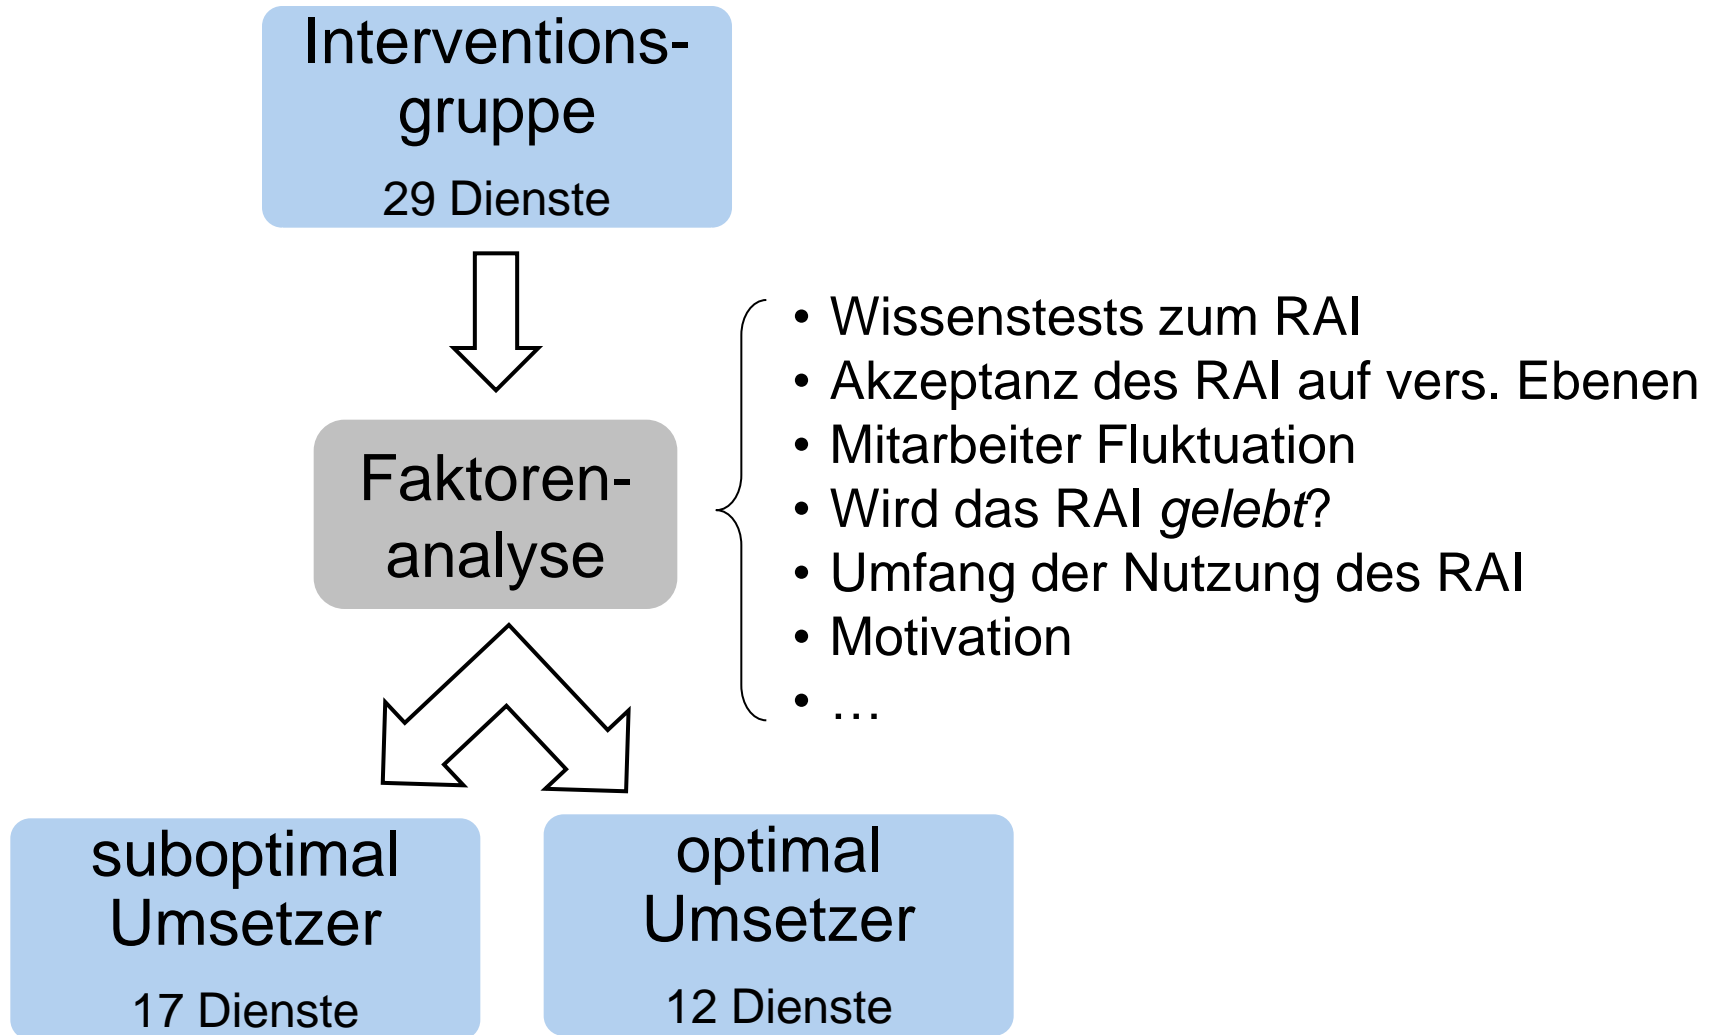 Interventions-
gruppe
29 Dienste
• Wissenstests zum RAI
• Akzeptanz des RAI auf vers. Ebenen
• Mitarbeiter Fluktuation
• Wird das RAI gelebt?
• Umfang der Nutzung des RAI
• Motivation
• …
Faktoren-
analyse
suboptimal
Umsetzer
17 Dienste
optimal
Umsetzer
12 Dienste